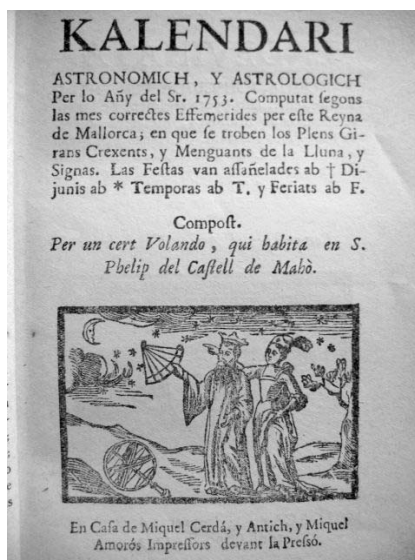 KALENDARI
ASTRONOMICH, Y ASTROLOGICH
Per lo Añy del Sr. 1753. Computat ſegons
las mes correctes Effemerides per eſte Reyna
de Mallorca; en que ſe troben los Plens Gi-
rans Crexents, y Menguants de la Lluna, y
Signas. Las Feſtas van aſſañelades ab † Di-
junis ab * Temporas ab T. y Feriats ab F.
Compoſt.
Per un cert Volando, qui habita en S.
Phelip del Caſtell de Mahò.
En Caſa de Miquel Cerdá, y Antich, y Miquel
Amorós Impreſſors devant la Preſſó.